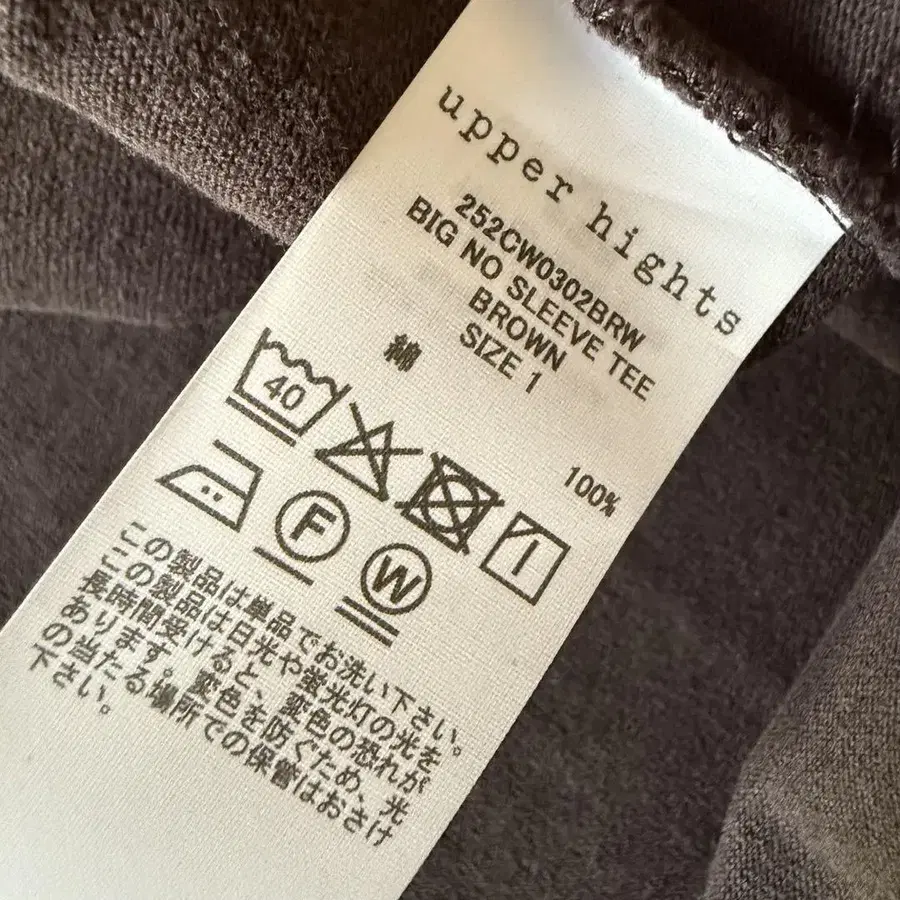 upper hights
252CW0302BRW
BIG NO SLEEVE TEE
BROWN
SIZE 1
綿 100%
40
F
W
この製品は単品でお洗い下さい。
この製品は日光や蛍光灯の光を
長時間受けると、変色の恐れが
あります。変色を防ぐため、光
の当たる場所での保管はおさけ
下さい。